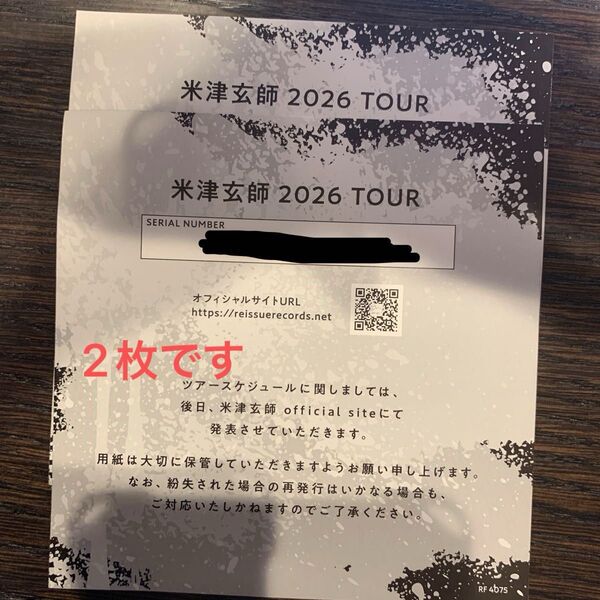 米津玄師 2026 TOUR
米津玄師 2026 TOUR
SERIAL NUMBER
オフィシャルサイトURL
https://reissuerecords.net
2枚です
ツアースケジュールに関しましては、
後日、米津玄師 official siteにて
発表させていただきます。
用紙は大切に保管していただきますようお願い申し上げます。
なお、紛失された場合の再発行はいかなる場合も、
ご対応いたしかねますのでご了承ください。
RF 4b75